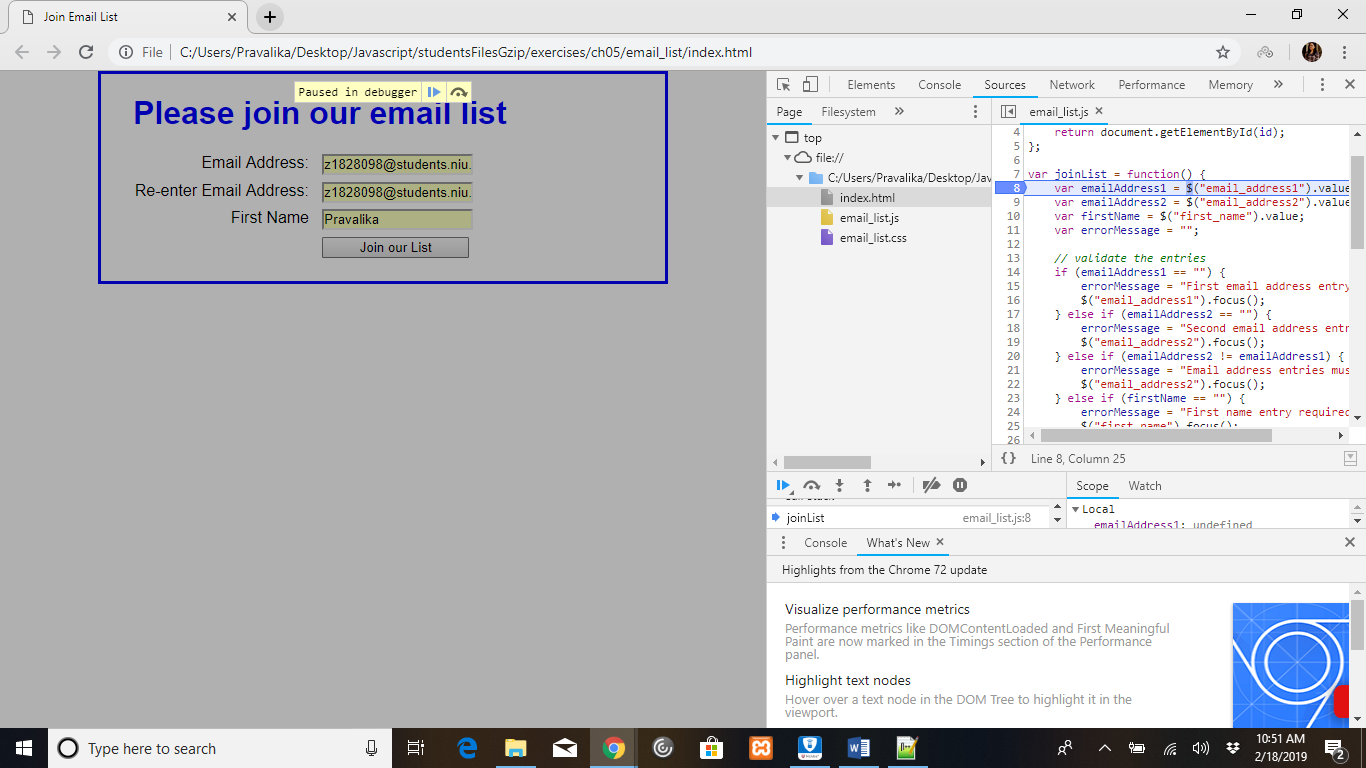 Join Email List
File C:/Users/Pravalika/Desktop/Javascript/studentsFilesGzip/exercises/ch05/email_list/index.html
Paused in debugger
Please join our email list
Email Address: z1828098@students.niu.
Re-enter Email Address: z1828098@students.niu.
First Name Pravalika
Join our List
Elements Console Sources Network Performance Memory »
Page Filesystem »
top
file://
C:/Users/Pravalika/Desktop/Jav
index.html
email_list.js
email_list.css
email_list.js
4 return document.getElementById(id);
5 };
6
7 var joinList = function() {
8 var emailAddress1 = $("email_address1").value
9 var emailAddress2 = $("email_address2").value
10 var firstName = $("first_name").value;
11 var errorMessage = "";
12
13 // validate the entries
14 if (emailAddress1 == "") {
15 errorMessage = "First email address entry
16 $("email_address1").focus();
17 } else if (emailAddress2 == "") {
18 errorMessage = "Second email address entr
19 $("email_address2").focus();
20 } else if (emailAddress2 != emailAddress1) {
21 errorMessage = "Email address entries mus
22 $("email_address2").focus();
23 } else if (firstName == "") {
24 errorMessage = "First name entry required
25 $("first_name").focus();
26
{} Line 8, Column 25
Scope Watch
Call Stack
joinList email_list.js:8
Local
emailAddress1: undefined
Console What's New
Highlights from the Chrome 72 update
Visualize performance metrics
Performance metrics like DOMContentLoaded and First Meaningful
Paint are now marked in the Timings section of the Performance
panel.
Highlight text nodes
Hover over a text node in the DOM Tree to highlight it in the
viewport.
Type here to search
10:51 AM
2/18/2019
2